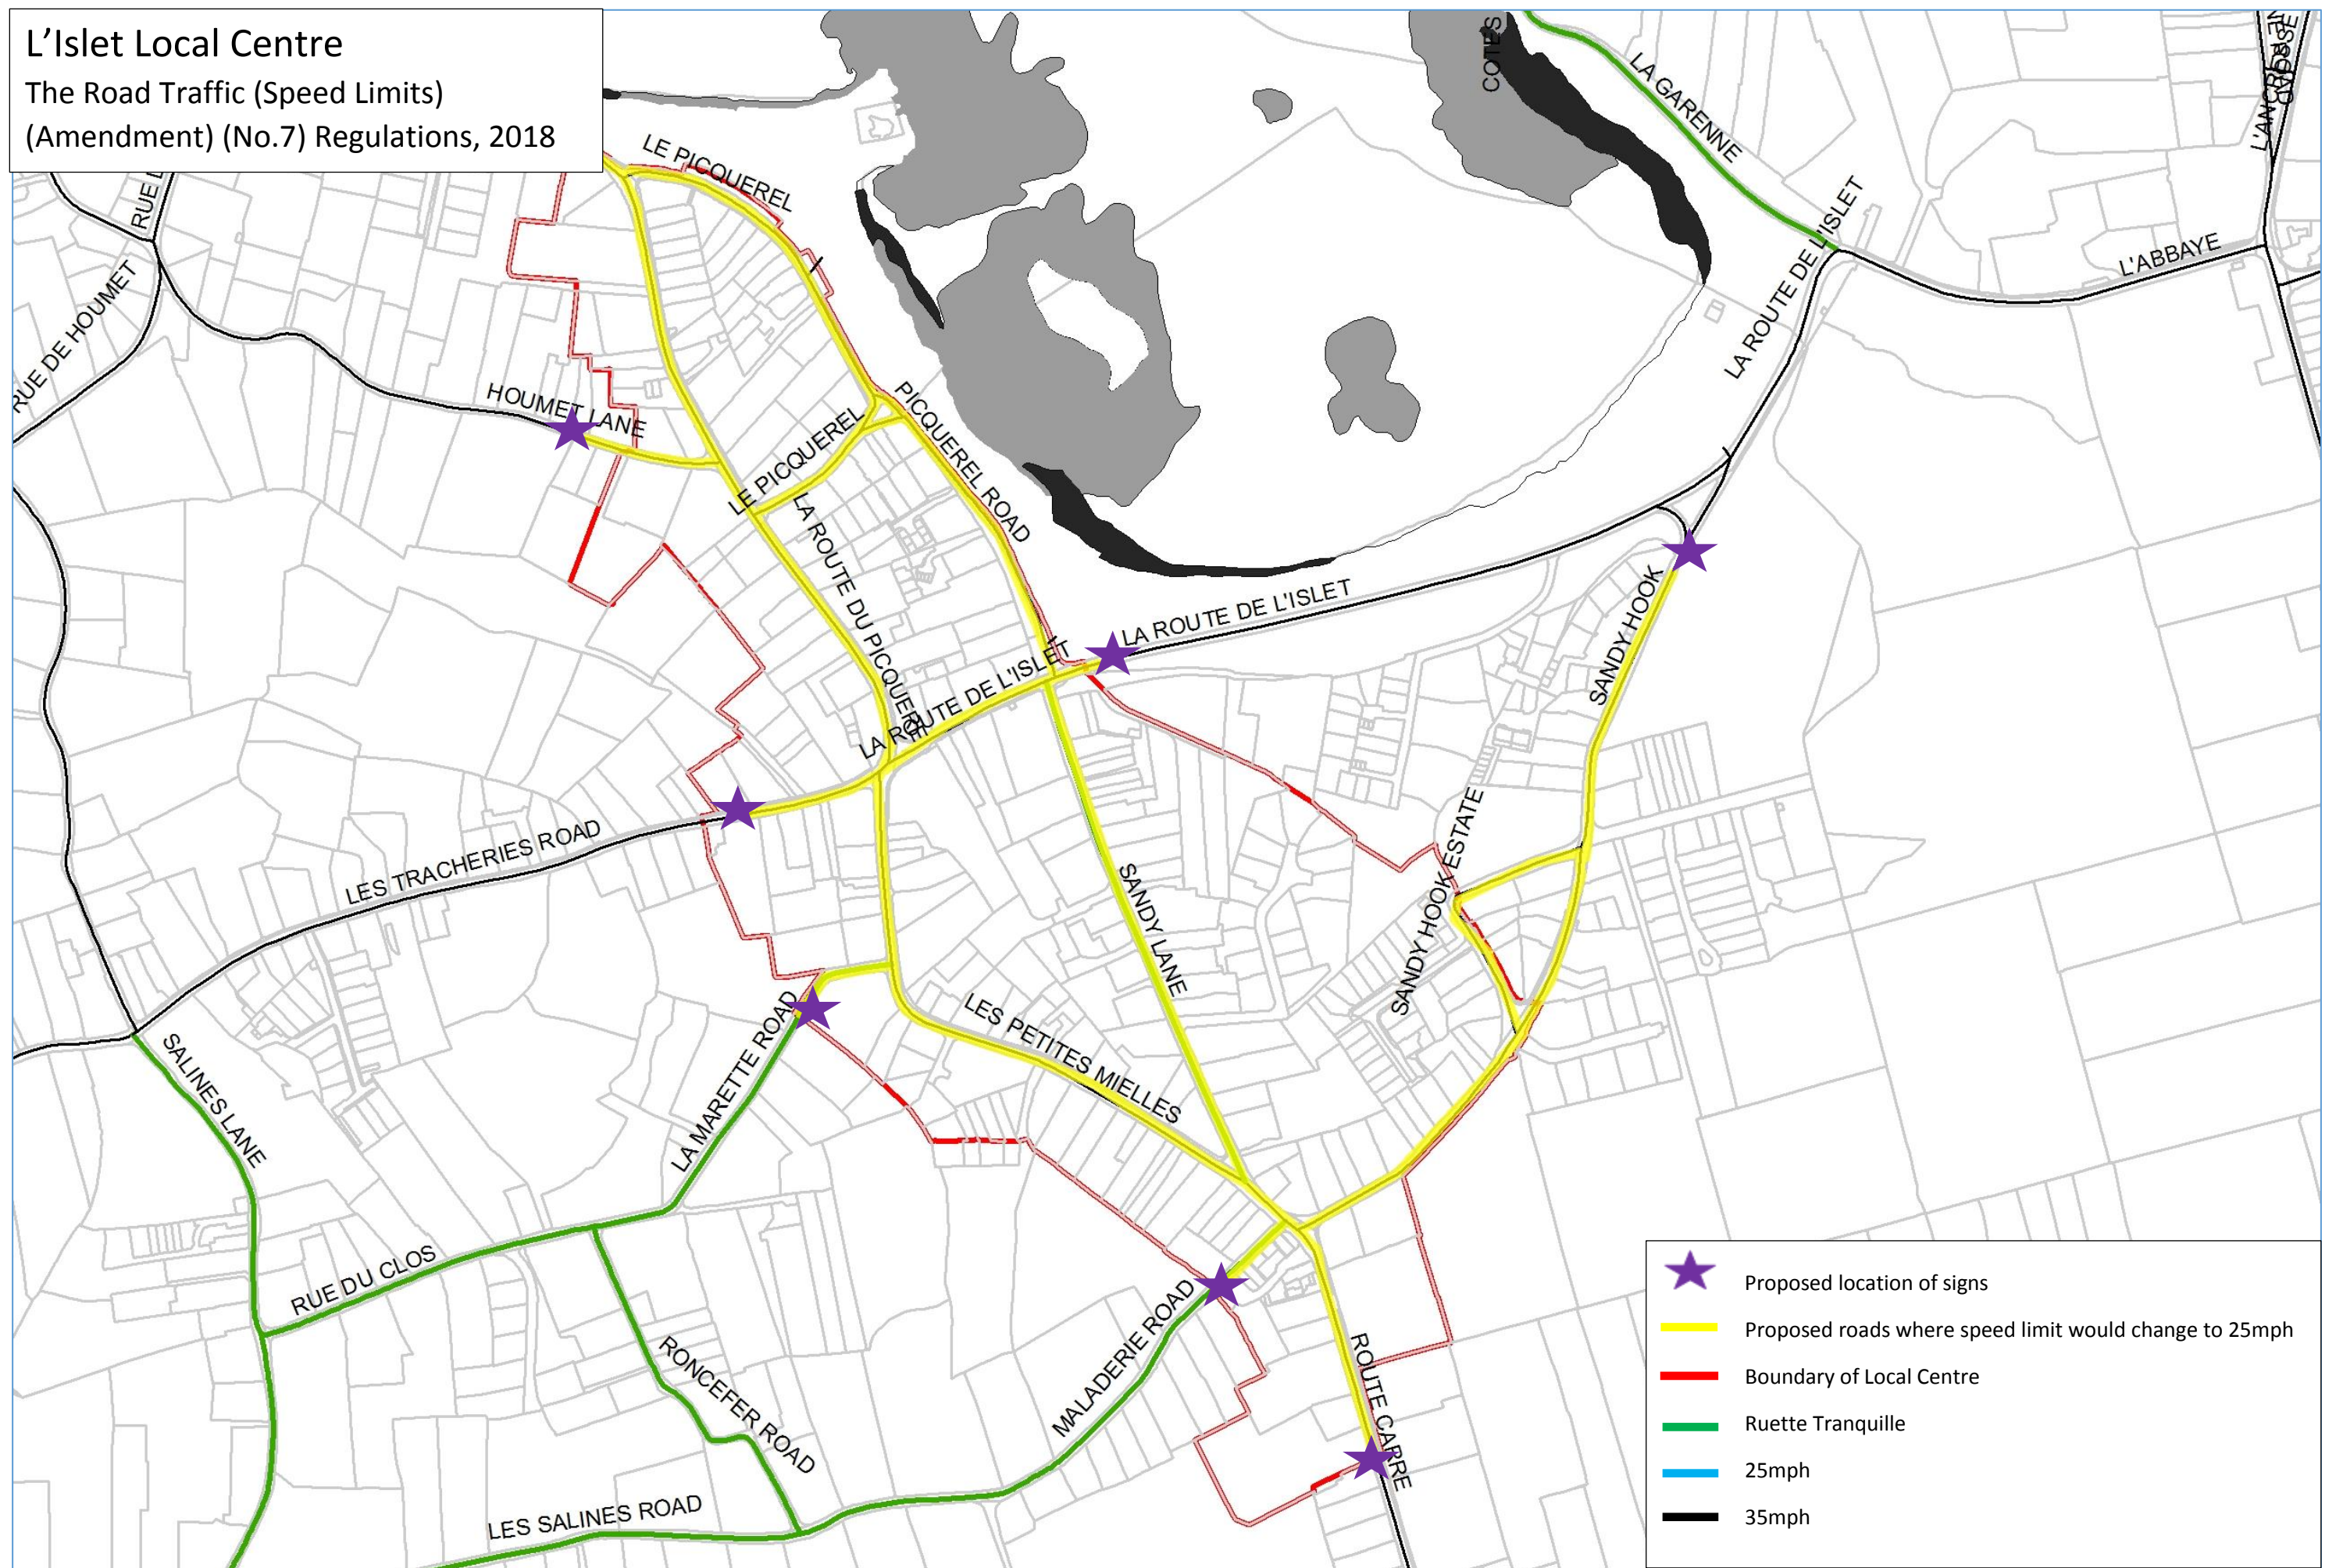 L'Islet Local Centre
The Road Traffic (Speed Limits)
(Amendment) (No.7) Regulations, 2018
COTES
LA GARENNE
LE PICQUEREL
LA ROUTE DE L'ISLET
L'ABBAYE
RUE DE HOUMET
HOUMET LANE
LE PICQUEREL
PICQUEREL ROAD
LA ROUTE DU PICQUEREL
LA ROUTE DE L'ISLET
LA ROUTE DE L'ISLET
SANDY HOOK
LES TRACHERIES ROAD
SANDY HOOK ESTATE
SANDY LANE
LA MARETTE ROAD
LES PETITES MIELLES
SALINES LANE
RUE DU CLOS
RONCEFER ROAD
MALADERIE ROAD
ROUTE CARRE
LES SALINES ROAD
Proposed location of signs
Proposed roads where speed limit would change to 25mph
Boundary of Local Centre
Ruette Tranquille
25mph
35mph